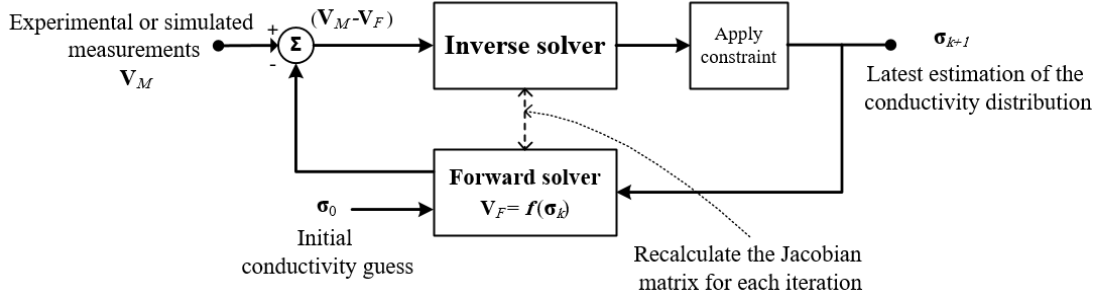 Experimental or simulated
measurements
V_M
+
-
Σ
(V_M-V_F)
Inverse solver
Apply
constraint
σ_{k+1}
Latest estimation of the
conductivity distribution
Forward solver
V_F= f(σ_k)
σ_0
Initial
conductivity guess
Recalculate the Jacobian
matrix for each iteration